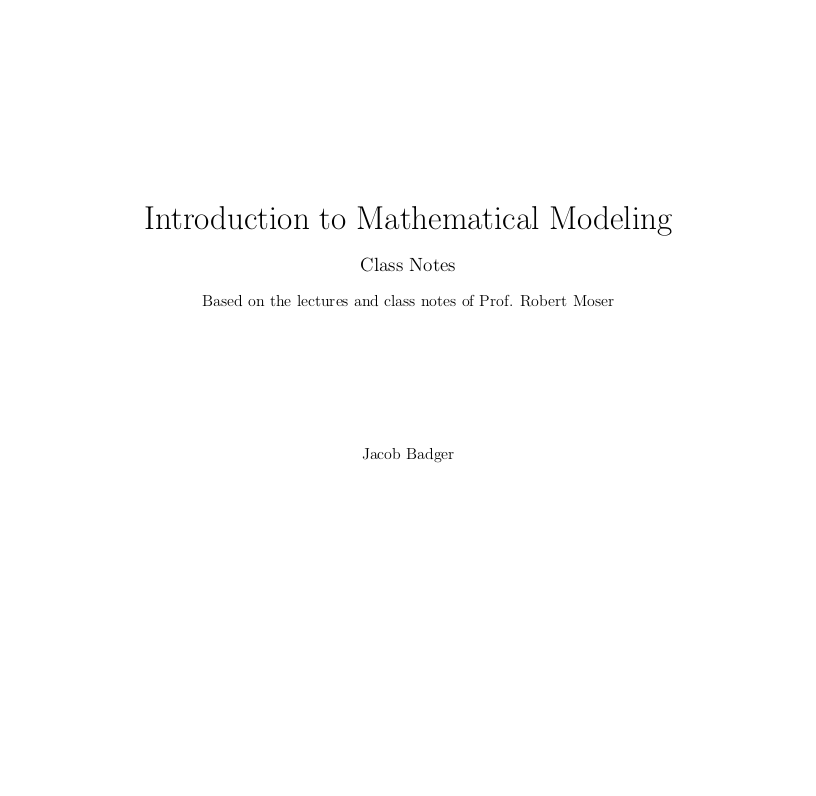 Introduction to Mathematical Modeling
Class Notes
Based on the lectures and class notes of Prof. Robert Moser
Jacob Badger